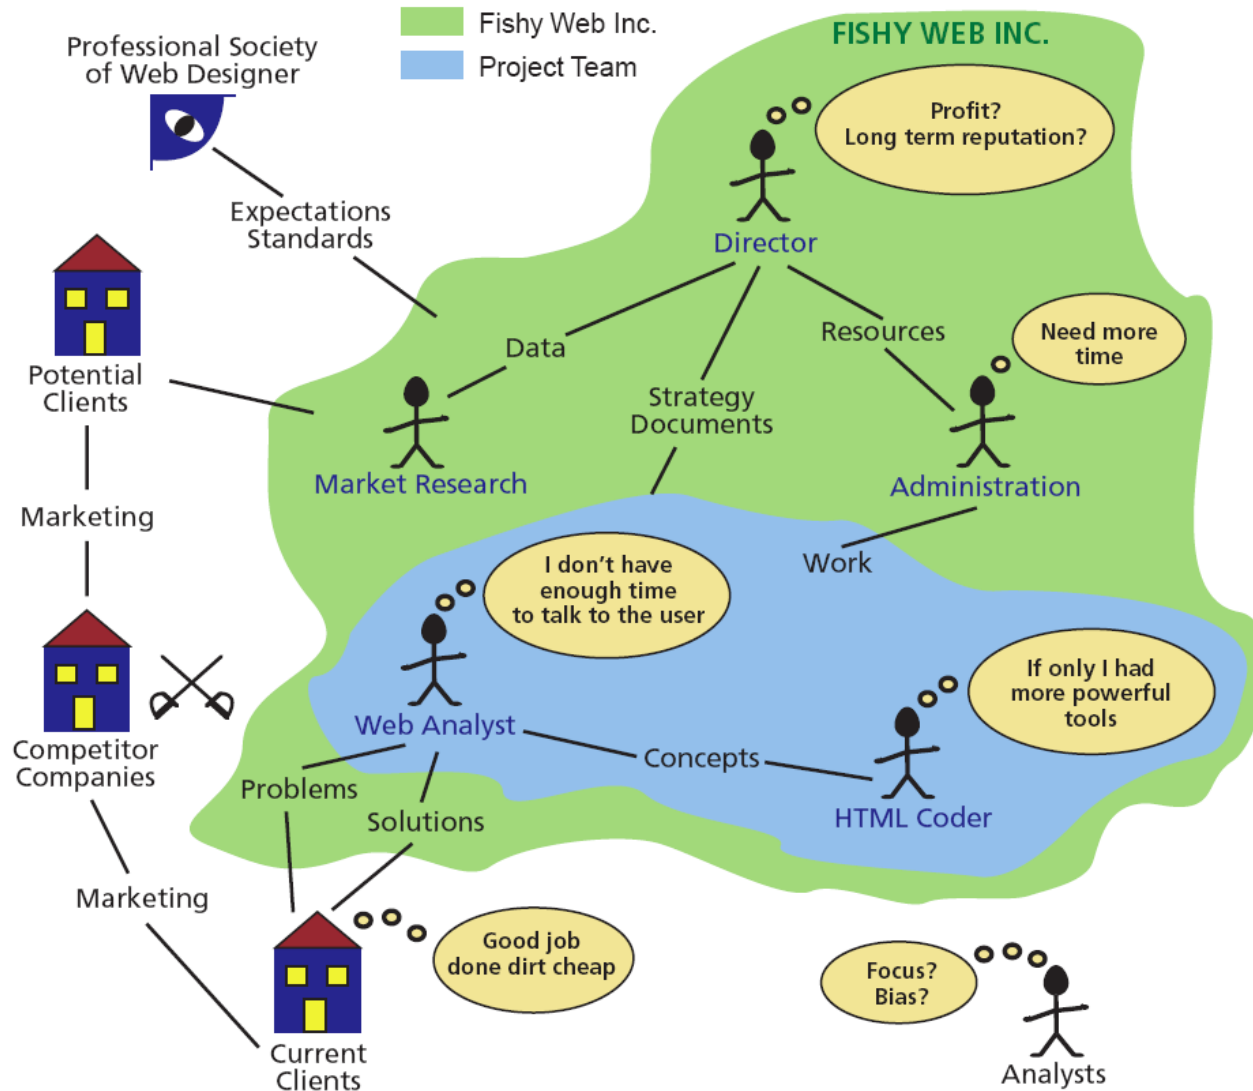 Fishy Web Inc.
Project Team
FISHY WEB INC.
Professional Society
of Web Designer
Profit?
Long term reputation?
Expectations
Standards
Director
Resources
Need more
time
Data
Potential
Clients
Strategy
Documents
Market Research
Administration
Marketing
Work
I don't have
enough time
to talk to the user
If only I had
more powerful
tools
Web Analyst
Competitor
Companies
Concepts
Problems
Solutions
HTML Coder
Marketing
Good job
done dirt cheap
Focus?
Bias?
Current
Clients
Analysts